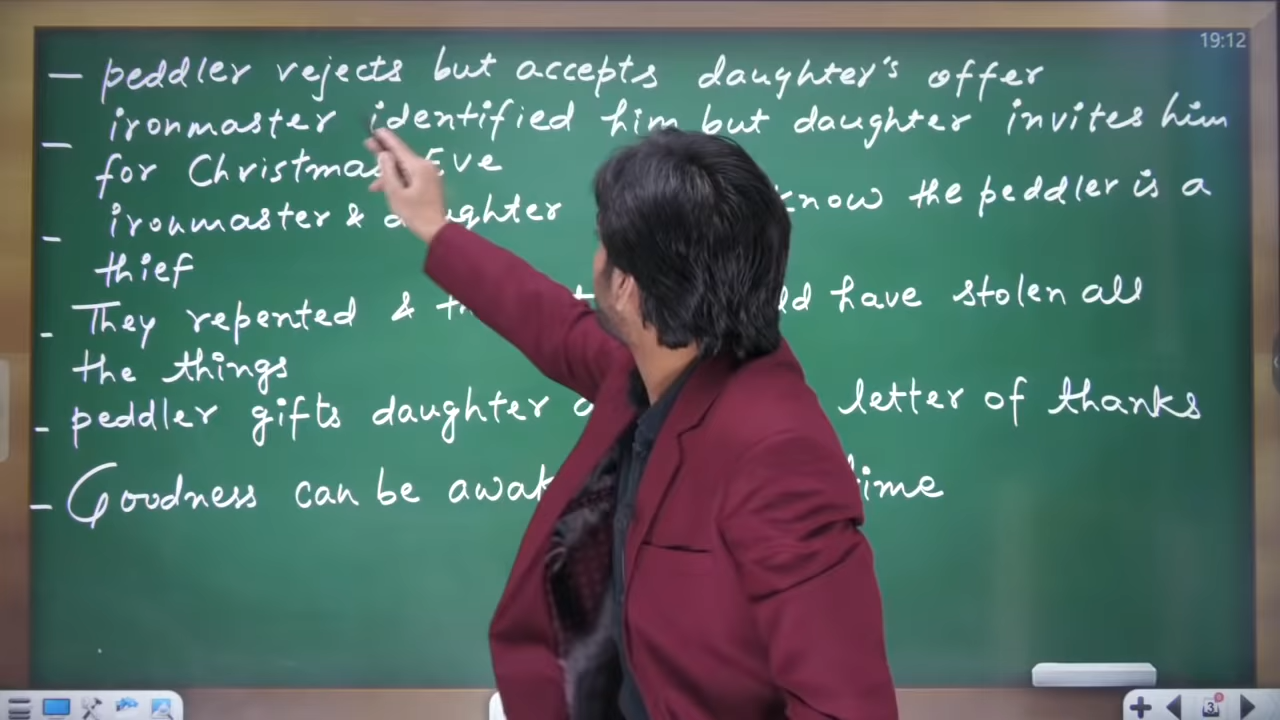 19:12
— peddler rejects but accepts daughter's offer
— ironmaster identified him but daughter invites him
for Christmas Eve
- ironmaster & daughter know the peddler is a
thief
- They repented & have stolen all
the things
- peddler gifts daughter letter of thanks
- Goodness can be time
3